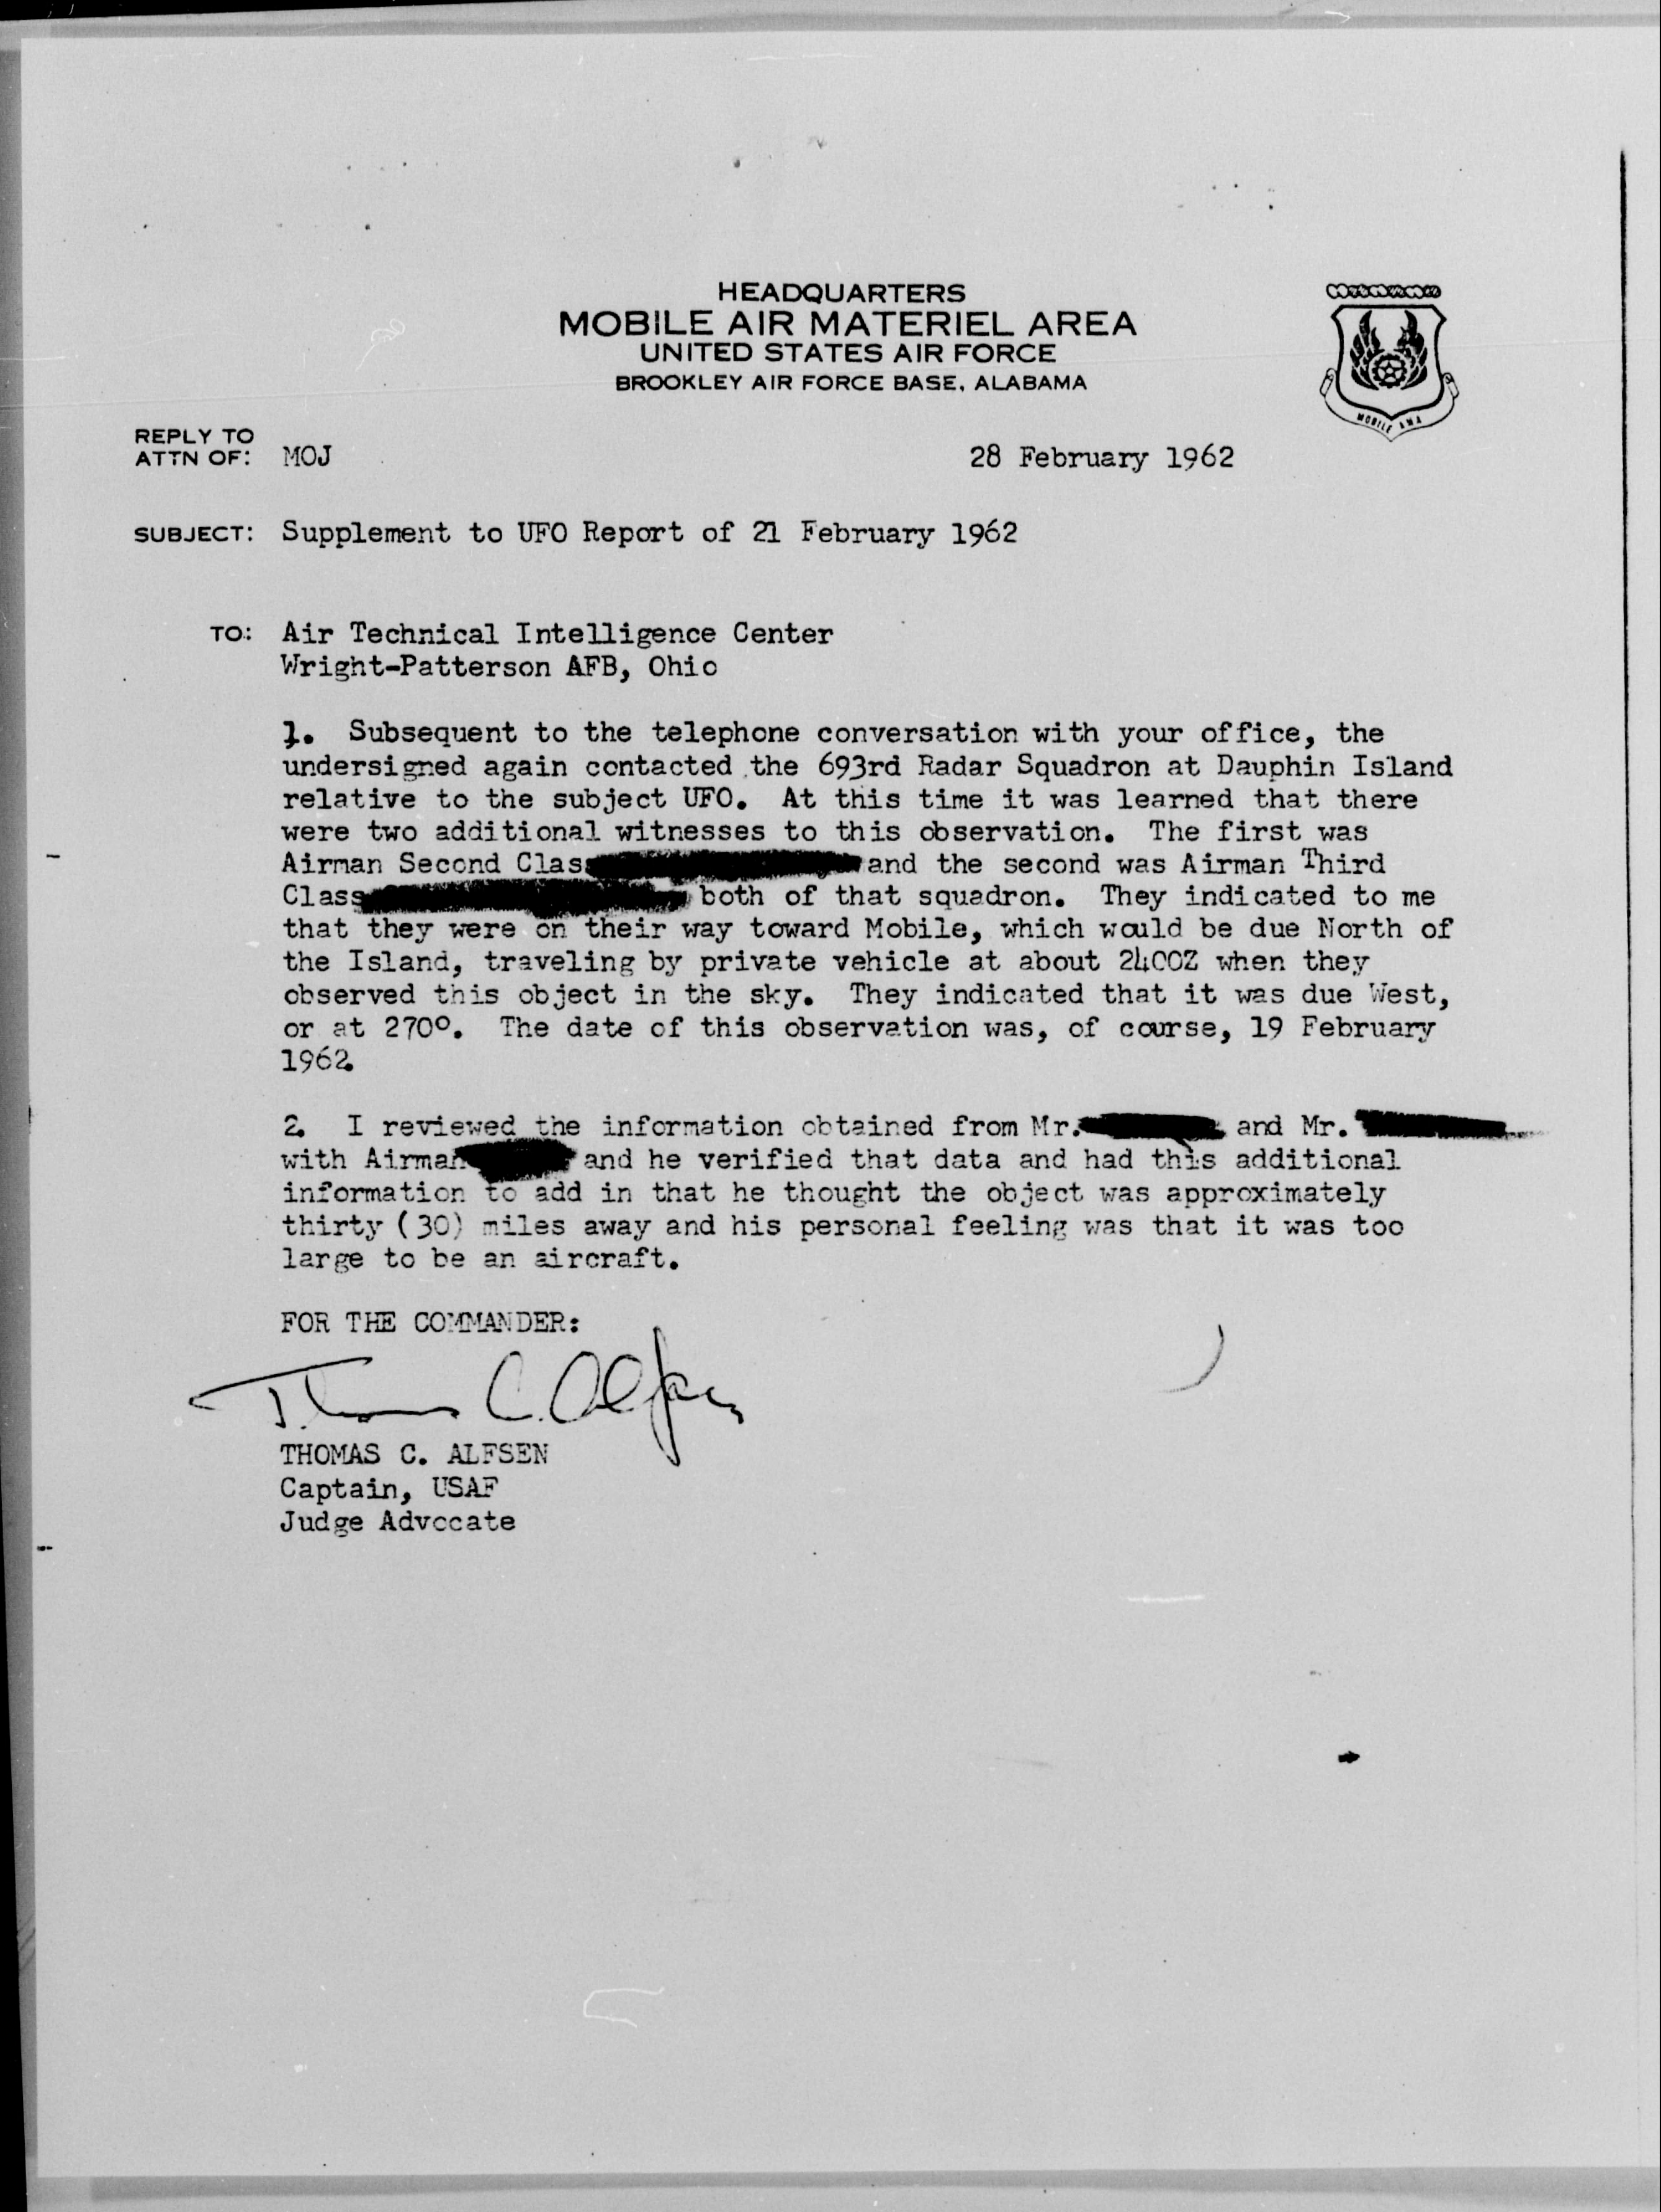 HEADQUARTERS
MOBILE AIR MATERIEL AREA
UNITED STATES AIR FORCE
BROOKLEY AIR FORCE BASE, ALABAMA
MOBILE AMA
REPLY TO
ATTN OF: MOJ 28 February 1962
SUBJECT: Supplement to UFO Report of 21 February 1962
TO: Air Technical Intelligence Center
Wright-Patterson AFB, Ohio
1. Subsequent to the telephone conversation with your office, the
undersigned again contacted the 693rd Radar Squadron at Dauphin Island
relative to the subject UFO. At this time it was learned that there
were two additional witnesses to this observation. The first was
Airman Second Class and the second was Airman Third
Class both of that squadron. They indicated to me
that they were on their way toward Mobile, which would be due North of
the Island, traveling by private vehicle at about 2400Z when they
observed this object in the sky. They indicated that it was due West,
or at 270°. The date of this observation was, of course, 19 February
1962.
2. I reviewed the information obtained from Mr. and Mr.
with Airman and he verified that data and had this additional
information to add in that he thought the object was approximately
thirty (30) miles away and his personal feeling was that it was too
large to be an aircraft.
FOR THE COMMANDER:
Thomas C. Alfsen
THOMAS C. ALFSEN
Captain, USAF
Judge Advocate